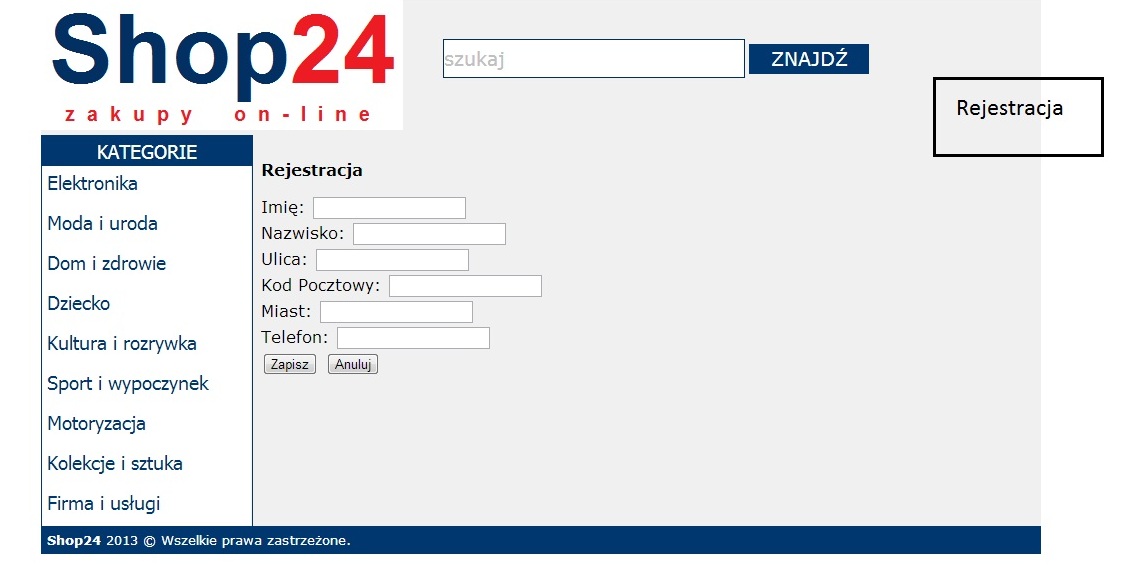 Shop24
zakupy on-line
szukaj
ZNAJDŹ
Rejestracja
KATEGORIE
Elektronika
Moda i uroda
Dom i zdrowie
Dziecko
Kultura i rozrywka
Sport i wypoczynek
Motoryzacja
Kolekcje i sztuka
Firma i usługi
Rejestracja
Imię:
Nazwisko:
Ulica:
Kod Pocztowy:
Miast:
Telefon:
Zapisz Anuluj
Shop24 2013 © Wszelkie prawa zastrzeżone.